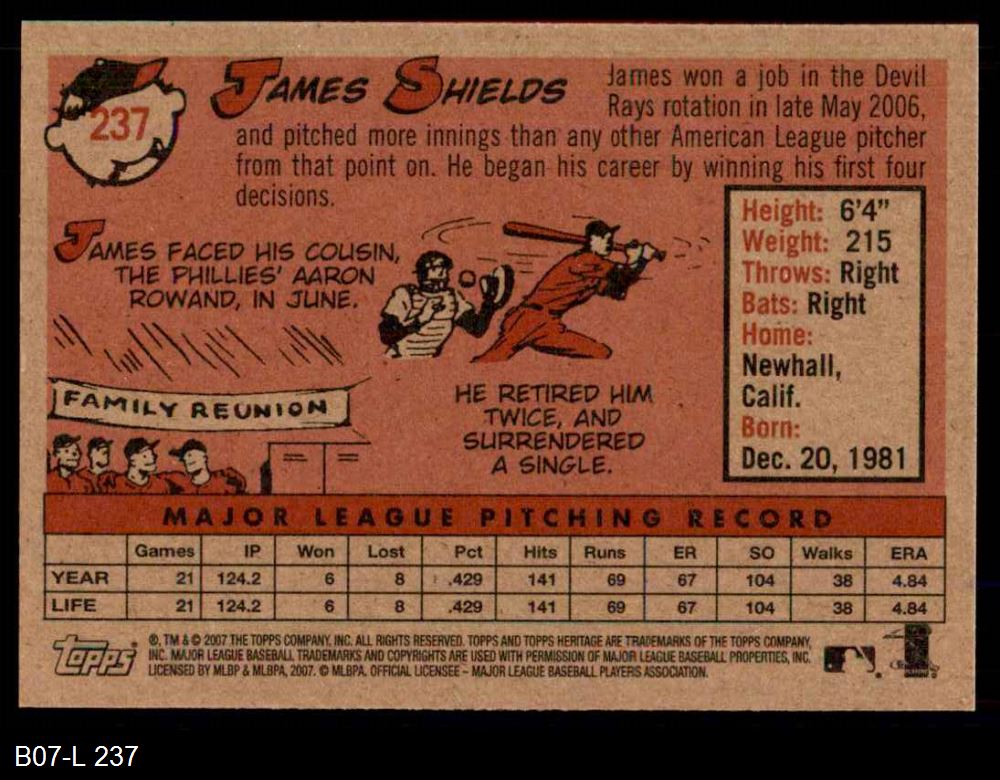 237
JAMES SHIELDS
James won a job in the Devil
Rays rotation in late May 2006,
and pitched more innings than any other American League pitcher
from that point on. He began his career by winning his first four
decisions.
JAMES FACED HIS COUSIN,
THE PHILLIES' AARON
ROWAND, IN JUNE.
FAMILY REUNION
HE RETIRED HIM
TWICE, AND
SURRENDERED
A SINGLE.
Height: 6'4"
Weight: 215
Throws: Right
Bats: Right
Home:
Newhall,
Calif.
Born:
Dec. 20, 1981
MAJOR LEAGUE PITCHING RECORD
Games IP Won Lost Pct Hits Runs ER SO Walks ERA
YEAR 21 124.2 6 8 .429 141 69 67 104 38 4.84
LIFE 21 124.2 6 8 .429 141 69 67 104 38 4.84
Topps
®, TM & © 2007 THE TOPPS COMPANY, INC. ALL RIGHTS RESERVED. TOPPS AND TOPPS HERITAGE ARE TRADEMARKS OF THE TOPPS COMPANY,
INC. MAJOR LEAGUE BASEBALL TRADEMARKS AND COPYRIGHTS ARE USED WITH PERMISSION OF MAJOR LEAGUE BASEBALL PROPERTIES, INC.
LICENSED BY MLBP & MLBPA, 2007. © MLBPA. OFFICIAL LICENSEE – MAJOR LEAGUE BASEBALL PLAYERS ASSOCIATION.
B07-L 237